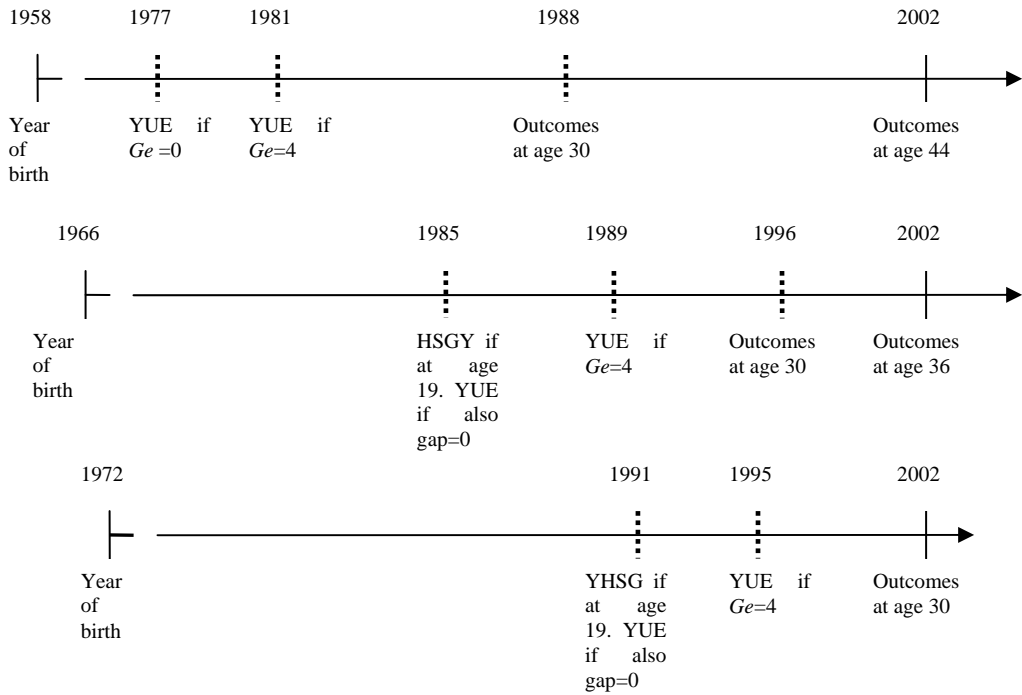 1958 1977 1981 1988 2002
Year of birth
YUE if Ge =0
YUE if Ge=4
Outcomes at age 30
Outcomes at age 44
1966 1985 1989 1996 2002
Year of birth
HSGY if at age 19. YUE if also gap=0
YUE if Ge=4
Outcomes at age 30
Outcomes at age 36
1972 1991 1995 2002
Year of birth
YHSG if at age 19. YUE if also gap=0
YUE if Ge=4
Outcomes at age 30